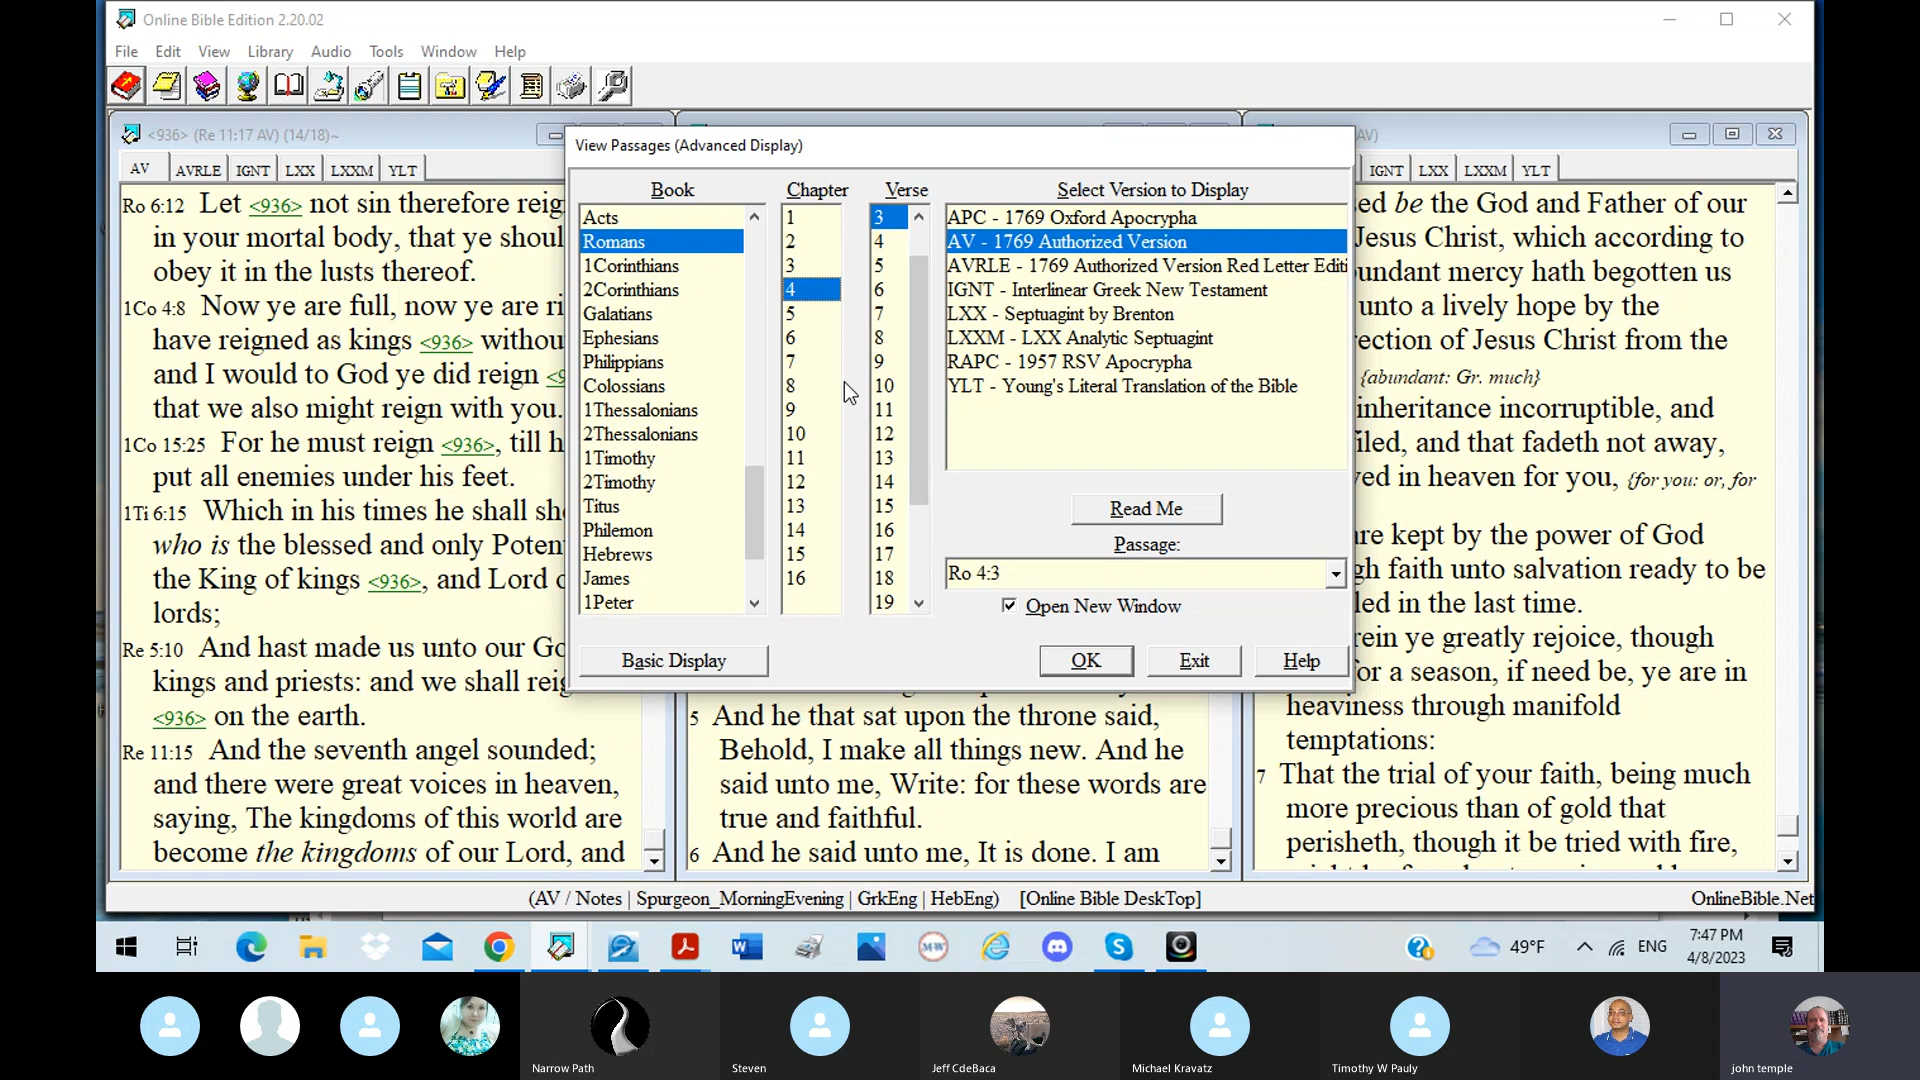 Online Bible Edition 2.20.02
File Edit View Library Audio Tools Window Help
<936> (Re 11:17 AV) (14/18)~
AV AVRLE IGNT LXX LXXM YLT
Ro 6:12 Let <936> not sin therefore reig
in your mortal body, that ye shoul
obey it in the lusts thereof.
1Co 4:8 Now ye are full, now ye are ri
have reigned as kings <936> withou
and I would to God ye did reign <9
that we also might reign with you.
1Co 15:25 For he must reign <936>, till h
put all enemies under his feet.
1Ti 6:15 Which in his times he shall sh
who is the blessed and only Poten
the King of kings <936>, and Lord o
lords;
Re 5:10 And hast made us unto our Go
kings and priests: and we shall reig
<936> on the earth.
Re 11:15 And the seventh angel sounded;
and there were great voices in heaven,
saying, The kingdoms of this world are
become the kingdoms of our Lord, and
View Passages (Advanced Display)
Book
Acts
Romans
1Corinthians
2Corinthians
Galatians
Ephesians
Philippians
Colossians
1Thessalonians
2Thessalonians
1Timothy
2Timothy
Titus
Philemon
Hebrews
James
1Peter
Chapter
1
2
3
4
5
6
7
8
9
10
11
12
13
14
15
16
Verse
3
4
5
6
7
8
9
10
11
12
13
14
15
16
17
18
19
Select Version to Display
APC - 1769 Oxford Apocrypha
AV - 1769 Authorized Version
AVRLE - 1769 Authorized Version Red Letter Editi
IGNT - Interlinear Greek New Testament
LXX - Septuagint by Brenton
LXXM - LXX Analytic Septuagint
RAPC - 1957 RSV Apocrypha
YLT - Young's Literal Translation of the Bible
Read Me
Passage:
Ro 4:3
Open New Window
Basic Display OK Exit Help
5 And he that sat upon the throne said,
Behold, I make all things new. And he
said unto me, Write: for these words are
true and faithful.
6 And he said unto me, It is done. I am
AV)
IGNT LXX LXXM YLT
ed be the God and Father of our
Jesus Christ, which according to
undant mercy hath begotten us
unto a lively hope by the
ection of Jesus Christ from the
{abundant: Gr. much}
inheritance incorruptible, and
iled, and that fadeth not away,
ed in heaven for you, {for you: or, for
re kept by the power of God
gh faith unto salvation ready to be
led in the last time.
rein ye greatly rejoice, though
for a season, if need be, ye are in
heaviness through manifold
temptations:
7 That the trial of your faith, being much
more precious than of gold that
perisheth, though it be tried with fire,
(AV / Notes | Spurgeon_MorningEvening | GrkEng | HebEng) [Online Bible DeskTop]
OnlineBible.Net
49°F ENG
7:47 PM
4/8/2023
Narrow Path
Steven
Jeff CdeBaca
Michael Kravatz
Timothy W Pauly
john temple